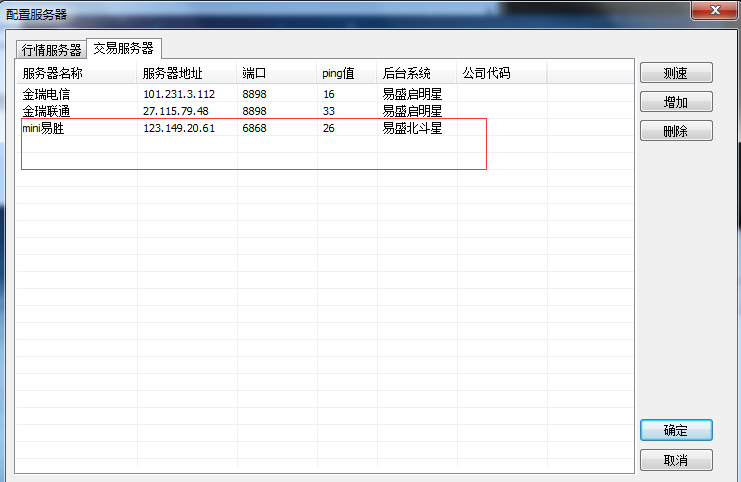 配置服务器
行情服务器 交易服务器
服务器名称 服务器地址 端口 ping值 后台系统 公司代码
金瑞电信 101.231.3.112 8898 16 易盛启明星
金瑞联通 27.115.79.48 8898 33 易盛启明星
mini易胜 123.149.20.61 6868 26 易盛北斗星
测速
增加
删除
确定
取消